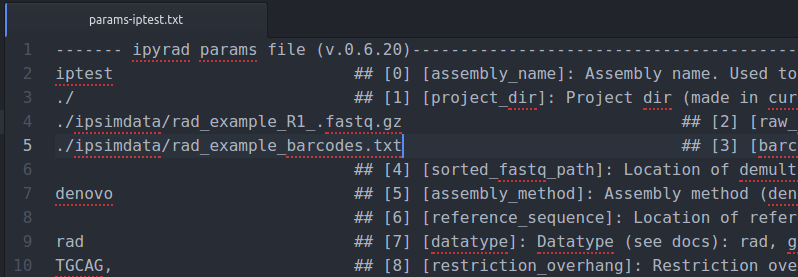 params-iptest.txt
1 ------- ipyrad params file (v.0.6.20)-------------------------------------------
2 iptest ## [0] [assembly_name]: Assembly name. Used to
3 ./ ## [1] [project_dir]: Project dir (made in cur
4 ./ipsimdata/rad_example_R1_.fastq.gz ## [2] [raw_
5 ./ipsimdata/rad_example_barcodes.txt ## [3] [barc
6 ## [4] [sorted_fastq_path]: Location of demult
7 denovo ## [5] [assembly_method]: Assembly method (den
8 ## [6] [reference_sequence]: Location of refer
9 rad ## [7] [datatype]: Datatype (see docs): rad, g
10 TGCAG, ## [8] [restriction_overhang]: Restriction ove